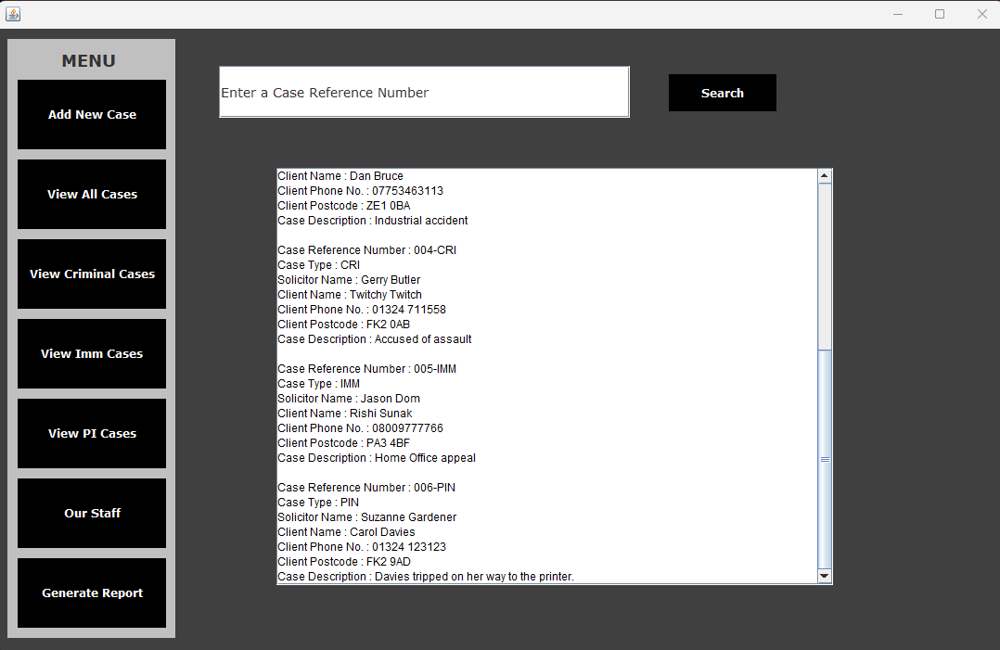 MENU
Add New Case
View All Cases
View Criminal Cases
View Imm Cases
View PI Cases
Our Staff
Generate Report
Enter a Case Reference Number
Search
Client Name : Dan Bruce
Client Phone No. : 07753463113
Client Postcode : ZE1 0BA
Case Description : Industrial accident
Case Reference Number : 004-CRI
Case Type : CRI
Solicitor Name : Gerry Butler
Client Name : Twitchy Twitch
Client Phone No. : 01324 711558
Client Postcode : FK2 0AB
Case Description : Accused of assault
Case Reference Number : 005-IMM
Case Type : IMM
Solicitor Name : Jason Dom
Client Name : Rishi Sunak
Client Phone No. : 08009777766
Client Postcode : PA3 4BF
Case Description : Home Office appeal
Case Reference Number : 006-PIN
Case Type : PIN
Solicitor Name : Suzanne Gardener
Client Name : Carol Davies
Client Phone No. : 01324 123123
Client Postcode : FK2 9AD
Case Description : Davies tripped on her way to the printer.